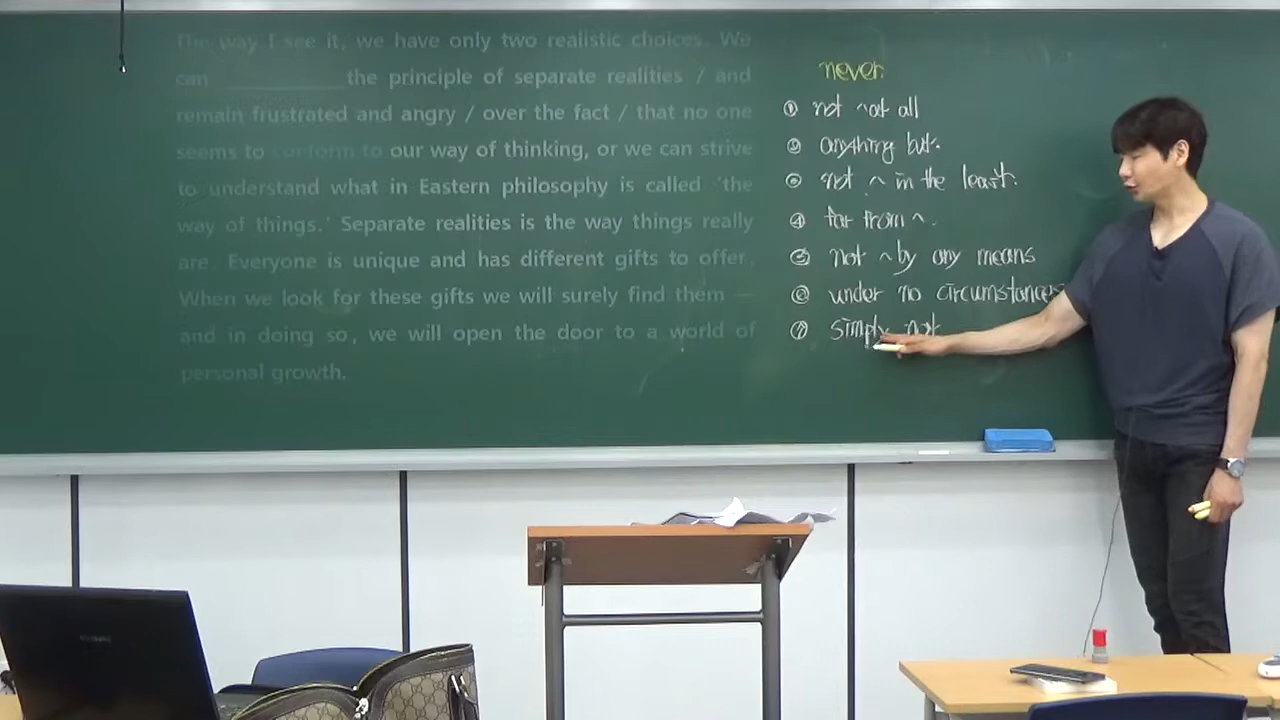 The way I see it, we have only two realistic choices. We
can __________ the principle of separate realities / and
remain frustrated and angry / over the fact / that no one
seems to conform to our way of thinking, or we can strive
to understand what in Eastern philosophy is called 'the
way of things.' Separate realities is the way things really
are. Everyone is unique and has different gifts to offer.
When we look for these gifts we will surely find them —
and in doing so, we will open the door to a world of
personal growth.
never
① not ~at all
② anything but
③ not ~ in the least
④ far from ~
⑤ not ~by any means
⑥ under no circumstances
⑦ simply not